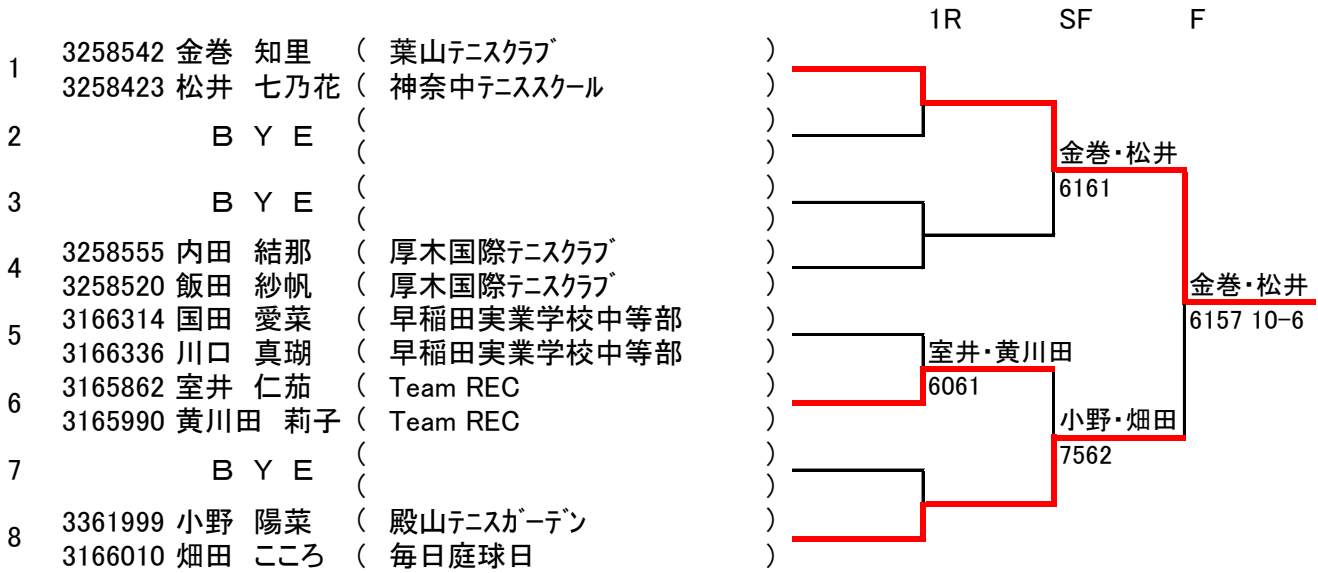 1R SF F
1 3258542 金巻 知里 ( 葉山テニスクラブ )
3258423 松井 七乃花 ( 神奈中テニススクール )
2 ＢＹＥ ( )
( )
3 ＢＹＥ ( )
( )
4 3258555 内田 結那 ( 厚木国際テニスクラブ )
3258520 飯田 紗帆 ( 厚木国際テニスクラブ )
5 3166314 国田 愛菜 ( 早稲田実業学校中等部 )
3166336 川口 真瑚 ( 早稲田実業学校中等部 )
6 3165862 室井 仁茄 ( Team REC )
3165990 黄川田 莉子 ( Team REC )
7 ＢＹＥ ( )
( )
8 3361999 小野 陽菜 ( 殿山テニスガーデン )
3166010 畑田 こころ ( 毎日庭球日 )
室井・黄川田
6061
金巻・松井
6161
小野・畑田
7562
金巻・松井
6157 10-6